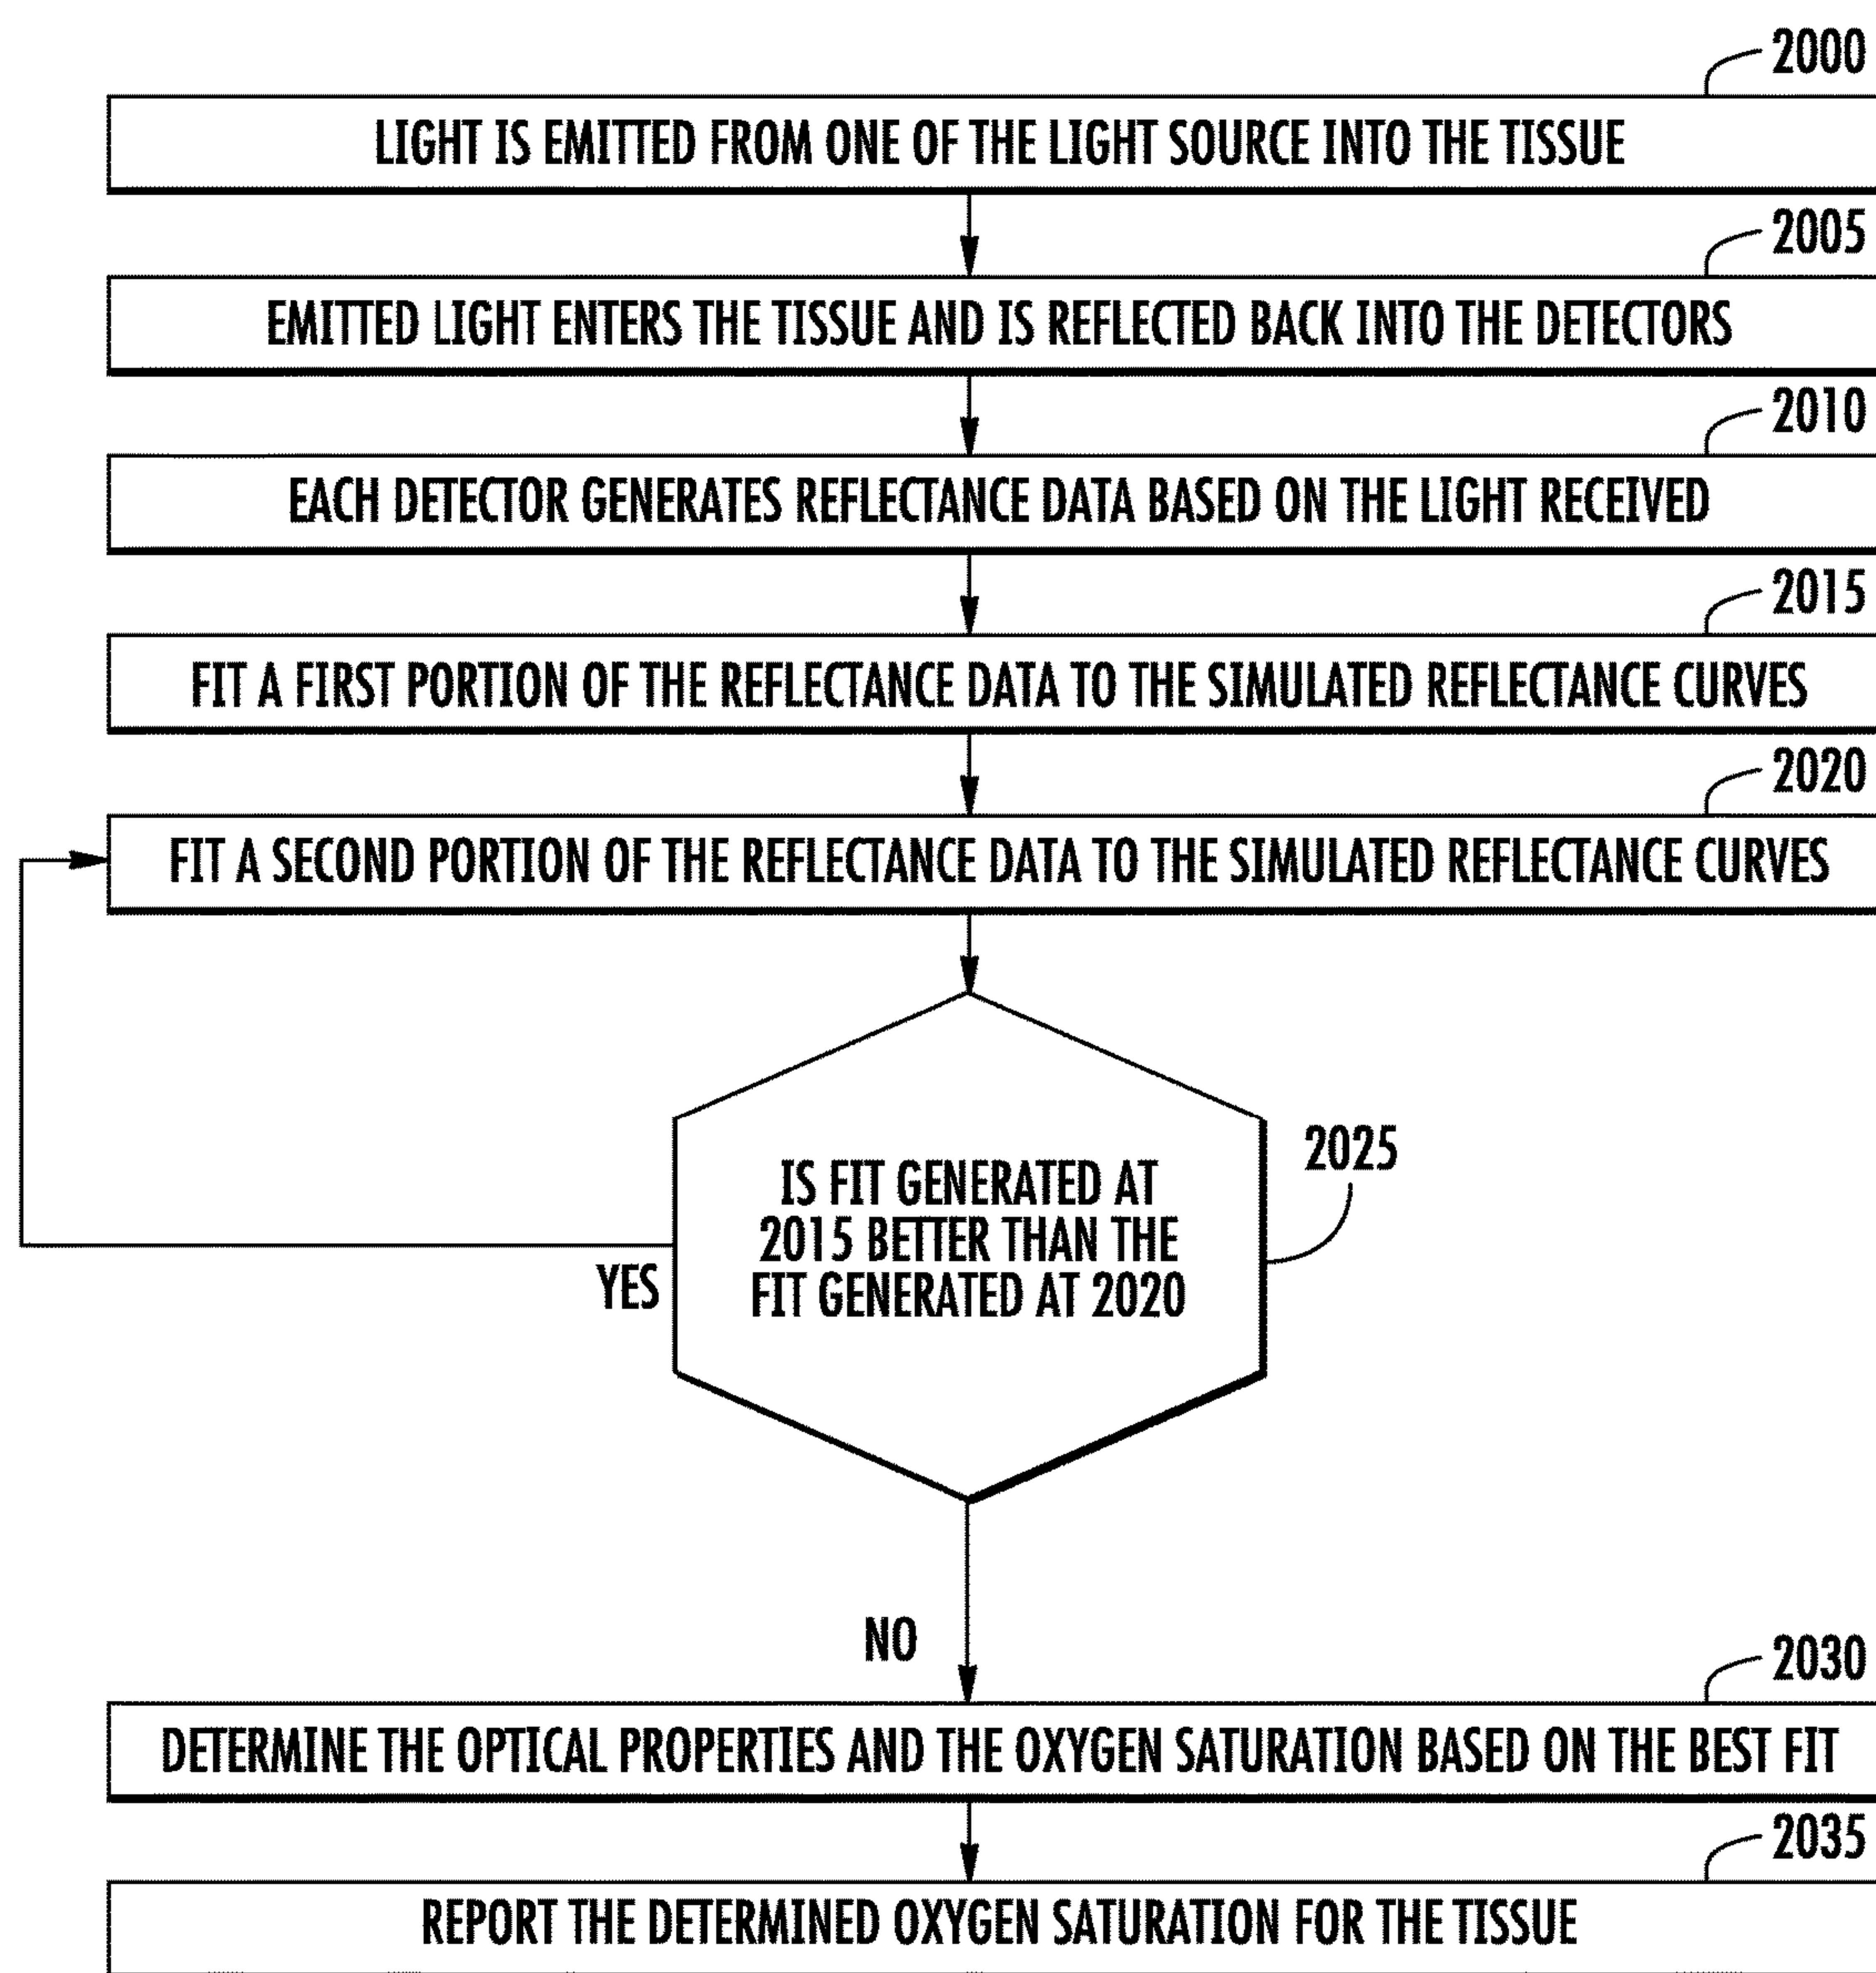 2000
LIGHT IS EMITTED FROM ONE OF THE LIGHT SOURCE INTO THE TISSUE
2005
EMITTED LIGHT ENTERS THE TISSUE AND IS REFLECTED BACK INTO THE DETECTORS
2010
EACH DETECTOR GENERATES REFLECTANCE DATA BASED ON THE LIGHT RECEIVED
2015
FIT A FIRST PORTION OF THE REFLECTANCE DATA TO THE SIMULATED REFLECTANCE CURVES
2020
FIT A SECOND PORTION OF THE REFLECTANCE DATA TO THE SIMULATED REFLECTANCE CURVES
IS FIT GENERATED AT
2015 BETTER THAN THE
FIT GENERATED AT 2020
2025
YES
NO
2030
DETERMINE THE OPTICAL PROPERTIES AND THE OXYGEN SATURATION BASED ON THE BEST FIT
2035
REPORT THE DETERMINED OXYGEN SATURATION FOR THE TISSUE